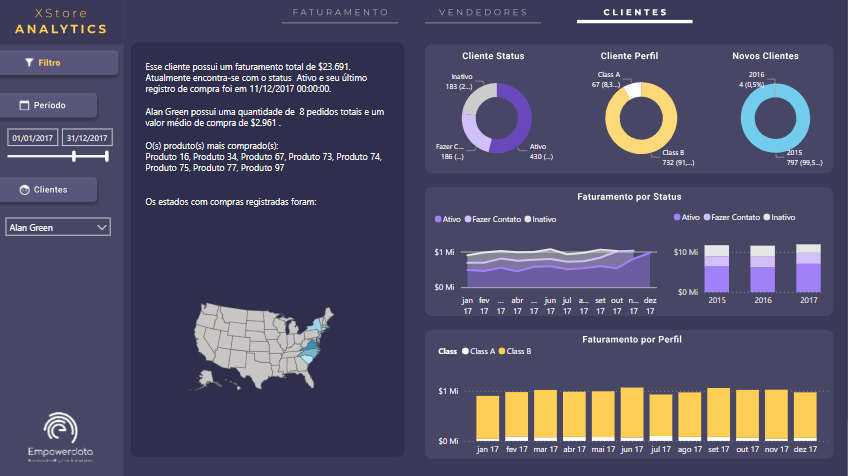 XStore
ANALYTICS
FATURAMENTO
VENDEDORES
CLIENTES
Filtro
Período
01/01/2017
31/12/2017
Clientes
Alan Green
Empowerdata
Esse cliente possui um faturamento total de $23.691.
Atualmente encontra-se com o status Ativo e seu último
registro de compra foi em 11/12/2017 00:00:00.
Alan Green possui uma quantidade de 8 pedidos totais e um
valor médio de compra de $2.961 .
O(s) produto(s) mais comprado(s):
Produto 16, Produto 34, Produto 67, Produto 73, Produto 74,
Produto 75, Produto 77, Produto 97
Os estados com compras registradas foram:
Cliente Status
Inativo
183 (2...)
Fazer C...
186 (...)
Ativo
430 (...)
Cliente Perfil
Class A
67 (8,3...)
Class B
732 (91,...)
Novos Clientes
2016
4 (0,5%)
2015
797 (99,5...)
Faturamento por Status
Ativo Fazer Contato Inativo
$1 Mi
$0 Mi
jan fev ... abr ... jun jul a... set out n... dez
17 17 17 17 17 17 17 17 17 17 17 17
Ativo Fazer Contato Inativo
$10 Mi
$0 Mi
2015 2016 2017
Faturamento por Perfil
Class Class A Class B
$1 Mi
$0 Mi
jan 17 fev 17 mar 17 abr 17 mai 17 jun 17 jul 17 ago 17 set 17 out 17 nov 17 dez 17